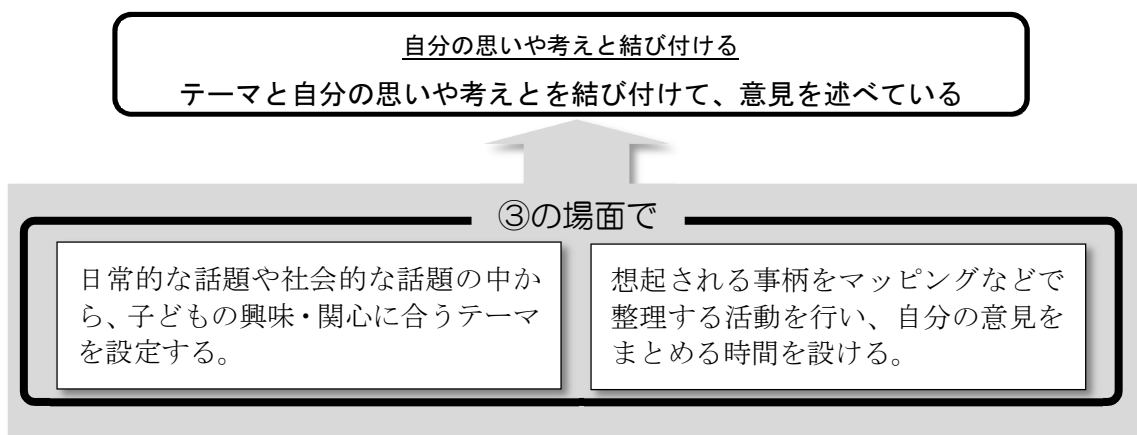 自分の思いや考えと結び付ける
テーマと自分の思いや考えとを結び付けて、意見を述べている
③の場面で
日常的な話題や社会的な話題の中か
ら、子どもの興味・関心に合うテーマ
を設定する。
想起される事柄をマッピングなどで
整理する活動を行い、自分の意見を
まとめる時間を設ける。